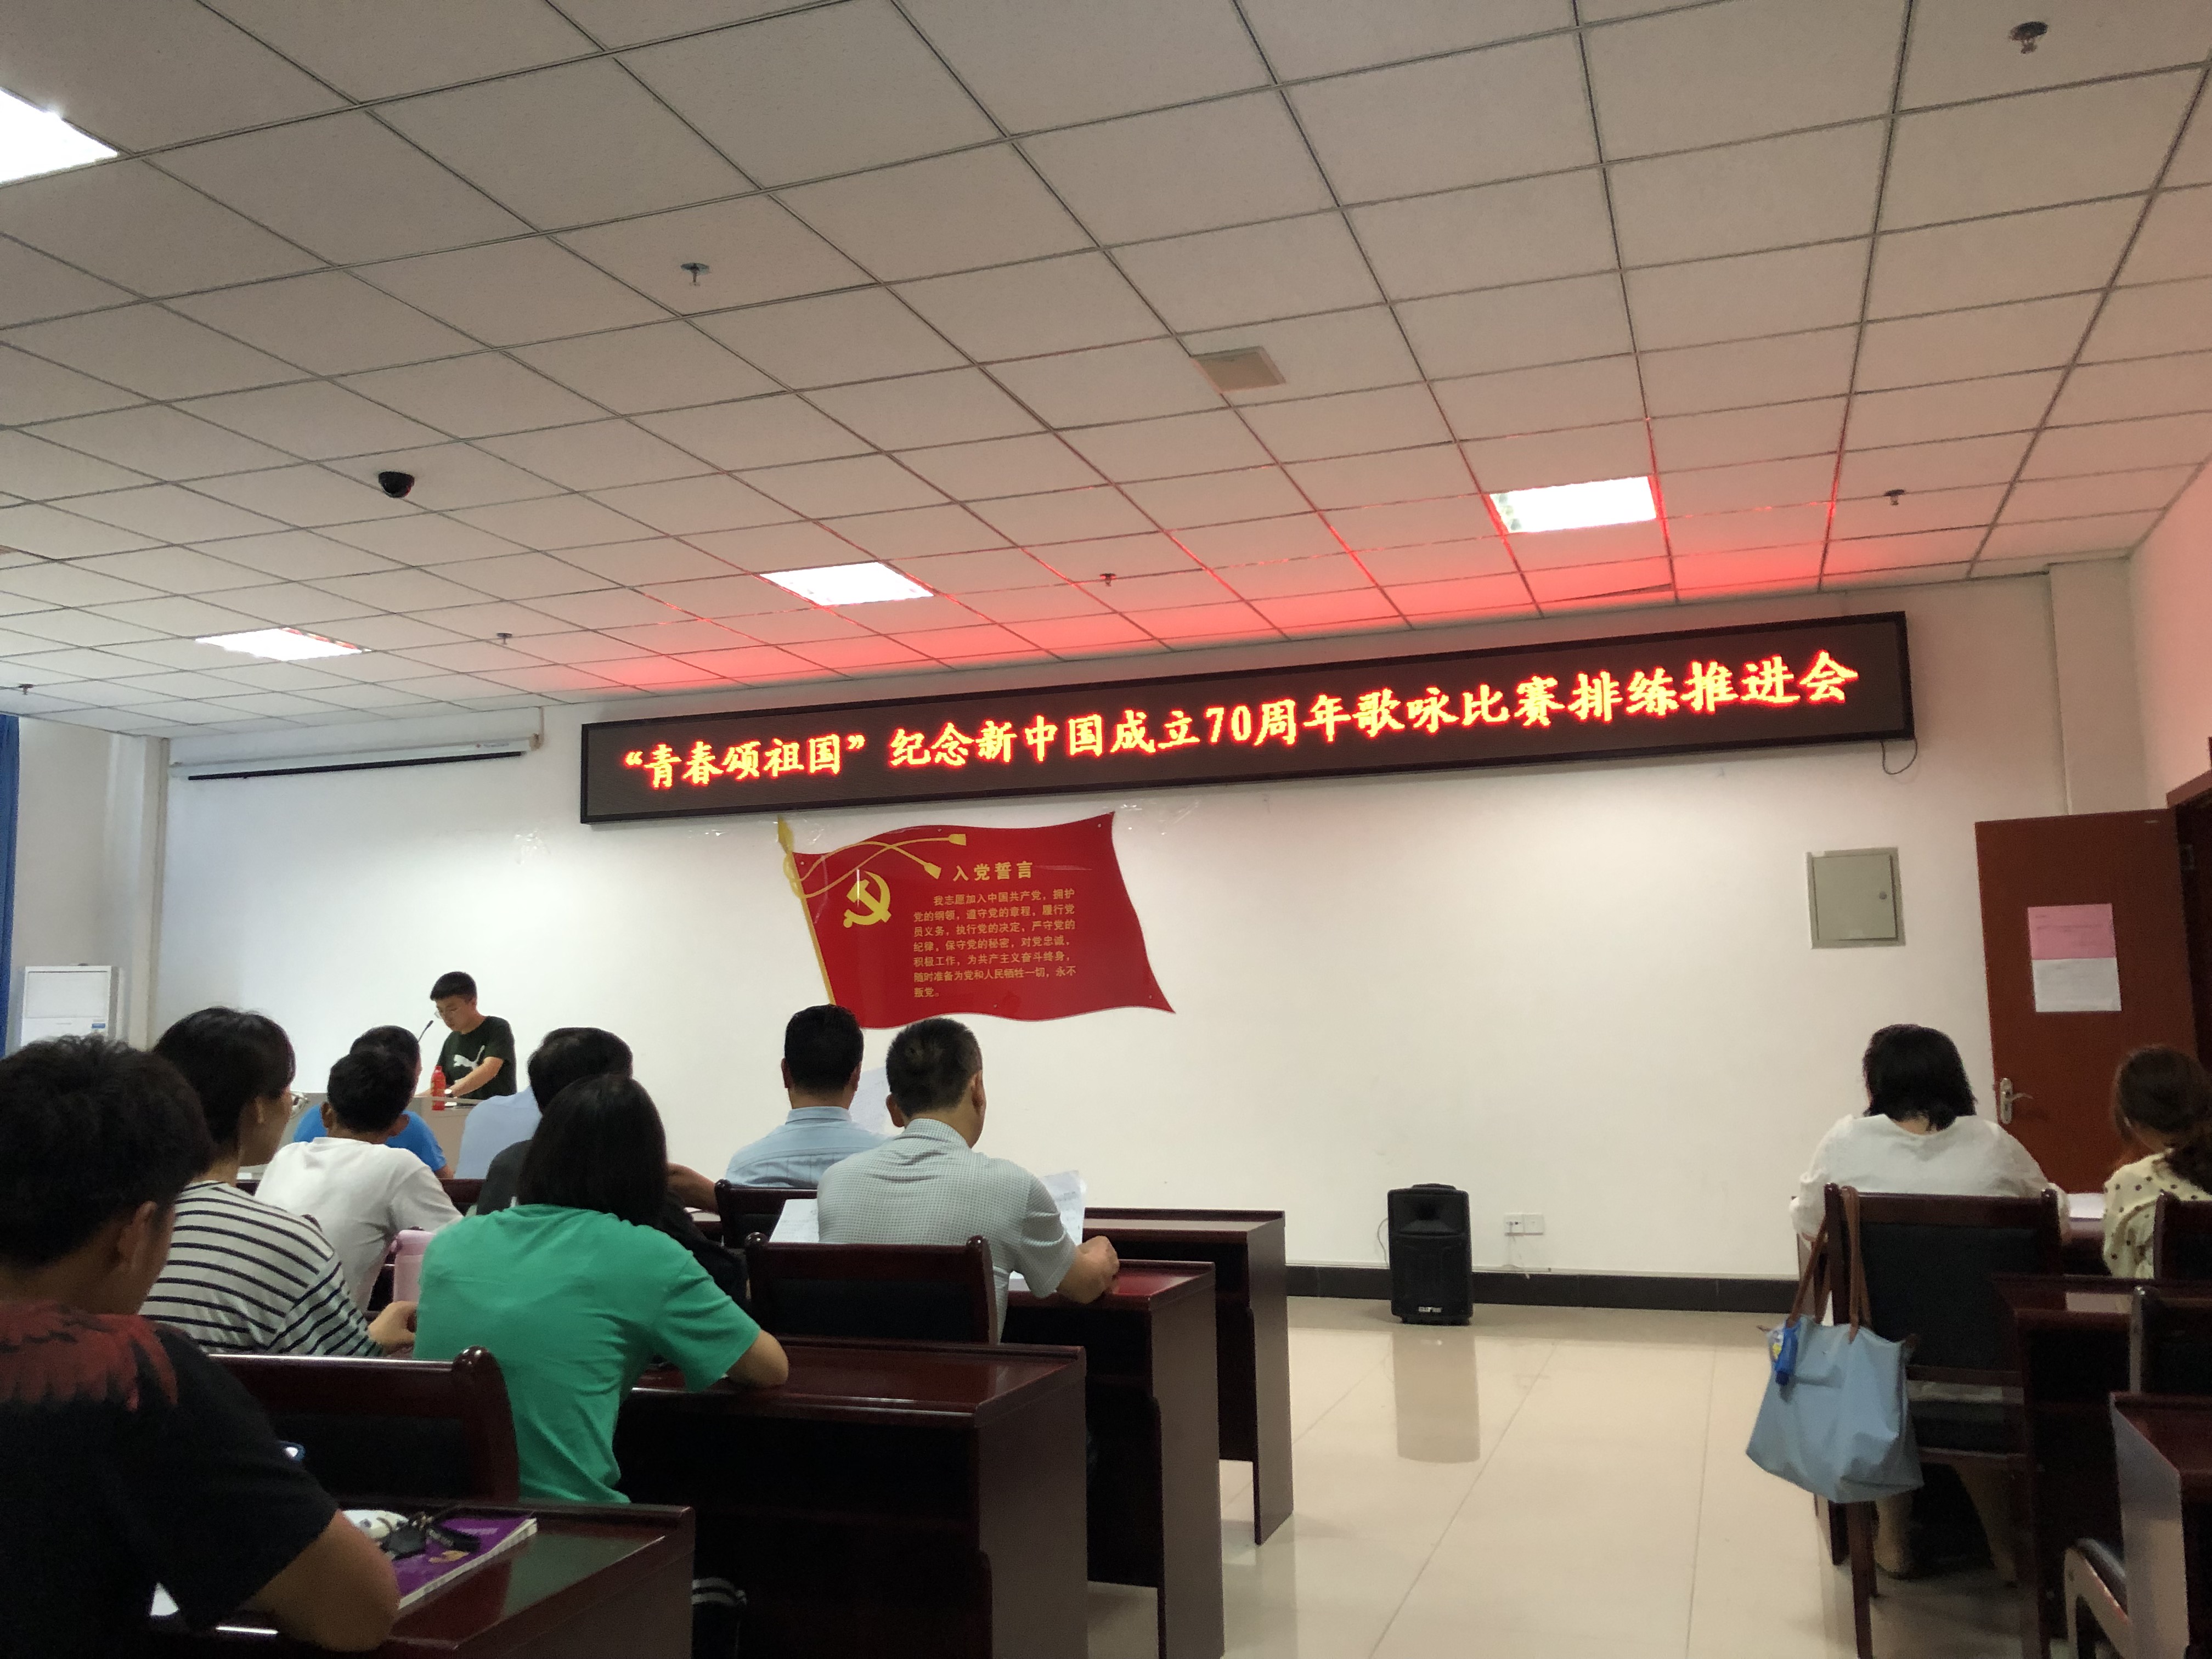 “青春颂祖国”纪念新中国成立70周年歌咏比赛排练推进会
入党誓言
我志愿加入中国共产党，拥护
党的纲领，遵守党的章程，履行党
员义务，执行党的决定，严守党的
纪律，保守党的秘密，对党忠诚，
积极工作，为共产主义奋斗终身，
随时准备为党和人民牺牲一切，永不
叛党。